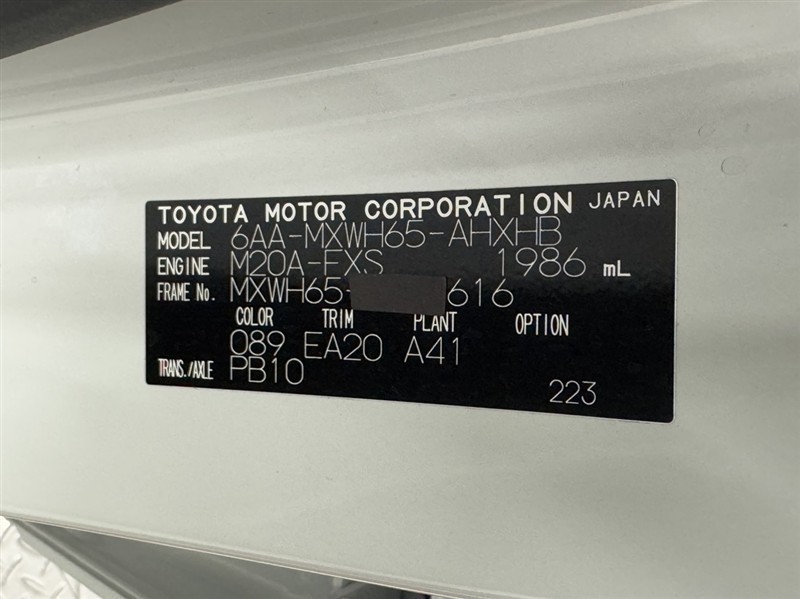 TOYOTA MOTOR CORPORATION JAPAN
MODEL 6AA-MXWH65-AHXHB
ENGINE M20A-FXS 1986 mL
FRAME No. MXWH65- 616
COLOR TRIM PLANT OPTION
089 EA20 A41
TRANS./AXLE PB10
223